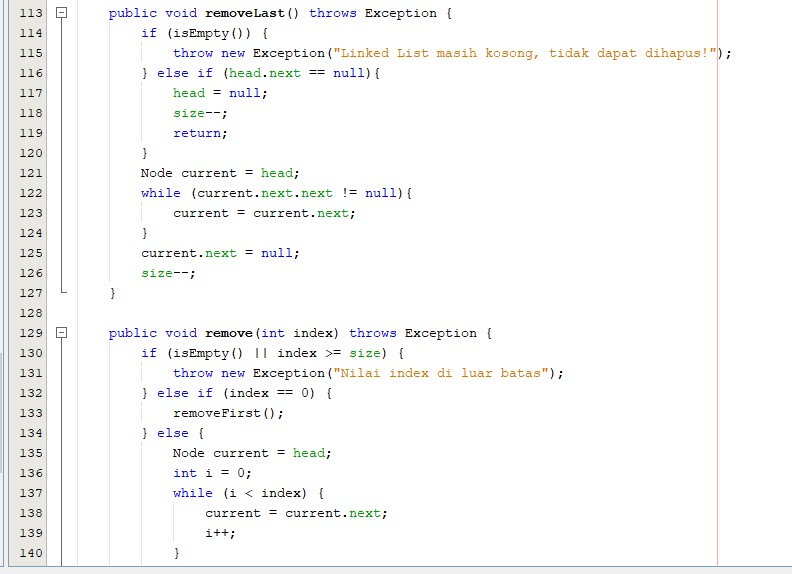 113 public void removeLast() throws Exception {
114 if (isEmpty()) {
115 throw new Exception("Linked List masih kosong, tidak dapat dihapus!");
116 } else if (head.next == null){
117 head = null;
118 size--;
119 return;
120 }
121 Node current = head;
122 while (current.next.next != null){
123 current = current.next;
124 }
125 current.next = null;
126 size--;
127 }
128
129 public void remove(int index) throws Exception {
130 if (isEmpty() || index >= size) {
131 throw new Exception("Nilai index di luar batas");
132 } else if (index == 0) {
133 removeFirst();
134 } else {
135 Node current = head;
136 int i = 0;
137 while (i < index) {
138 current = current.next;
139 i++;
140 }